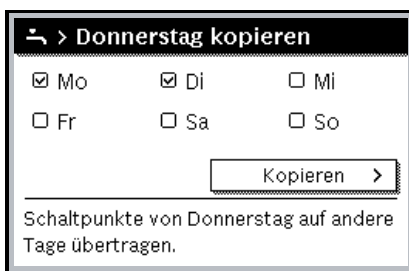 > Donnerstag kopieren
Mo Di Mi
Fr Sa So
Kopieren >
Schaltpunkte von Donnerstag auf andere
Tage übertragen.